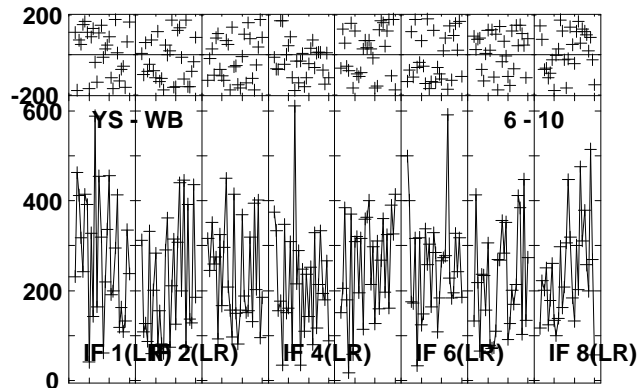 200
-200
600
YS - WB
6 - 10
400
200
0
IF 1(LR)
IF 2(LR)
IF 4(LR)
IF 6(LR)
IF 8(LR)